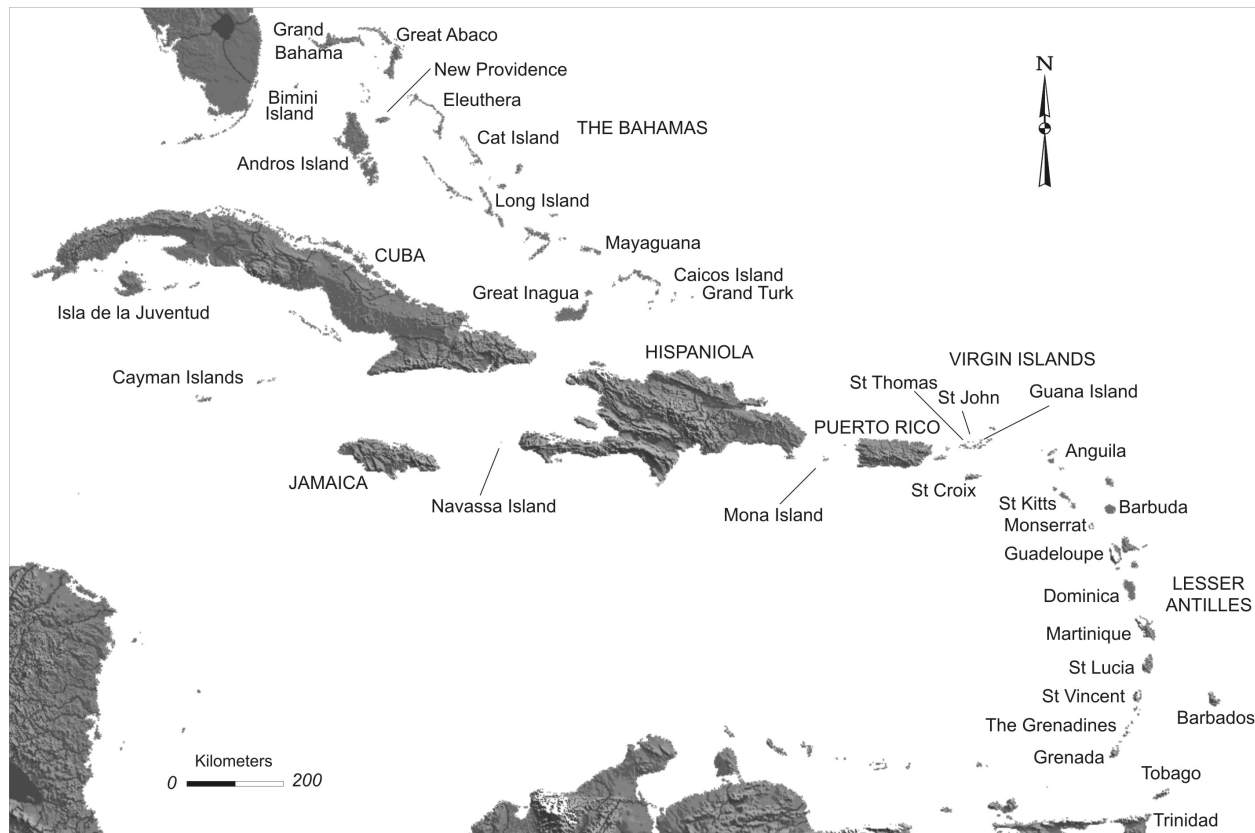 Grand
Bahama
Great Abaco
N
New Providence
Bimini
Island
Eleuthera
THE BAHAMAS
Cat Island
Andros Island
Long Island
CUBA
Mayaguana
Caicos Island
Great Inagua
Grand Turk
Isla de la Juventud
HISPANIOLA
VIRGIN ISLANDS
Cayman Islands
St Thomas
St John
Guana Island
PUERTO RICO
Anguila
JAMAICA
St Croix
Navassa Island
Mona Island
St Kitts
Barbuda
Monserrat
Guadeloupe
LESSER
ANTILLES
Dominica
Martinique
St Lucia
St Vincent
Barbados
The Grenadines
Grenada
Kilometers
0 200
Tobago
Trinidad